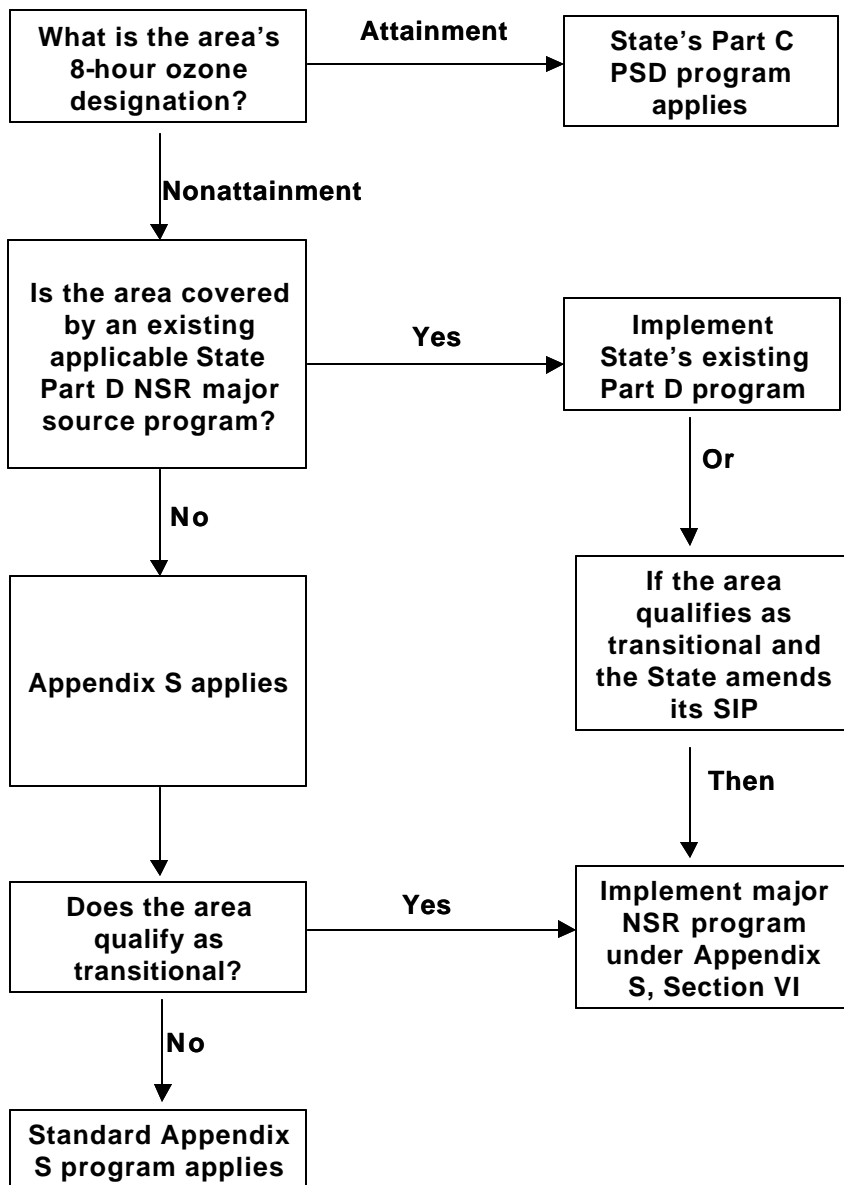 What is the area's
8-hour ozone
designation?
Attainment
State's Part C
PSD program
applies
Nonattainment
Is the area covered
by an existing
applicable State
Part D NSR major
source program?
Yes
Implement
State's existing
Part D program
Or
No
If the area
qualifies as
transitional and
the State amends
its SIP
Appendix S applies
Then
Does the area
qualify as
transitional?
Yes
Implement major
NSR program
under Appendix
S, Section VI
No
Standard Appendix
S program applies